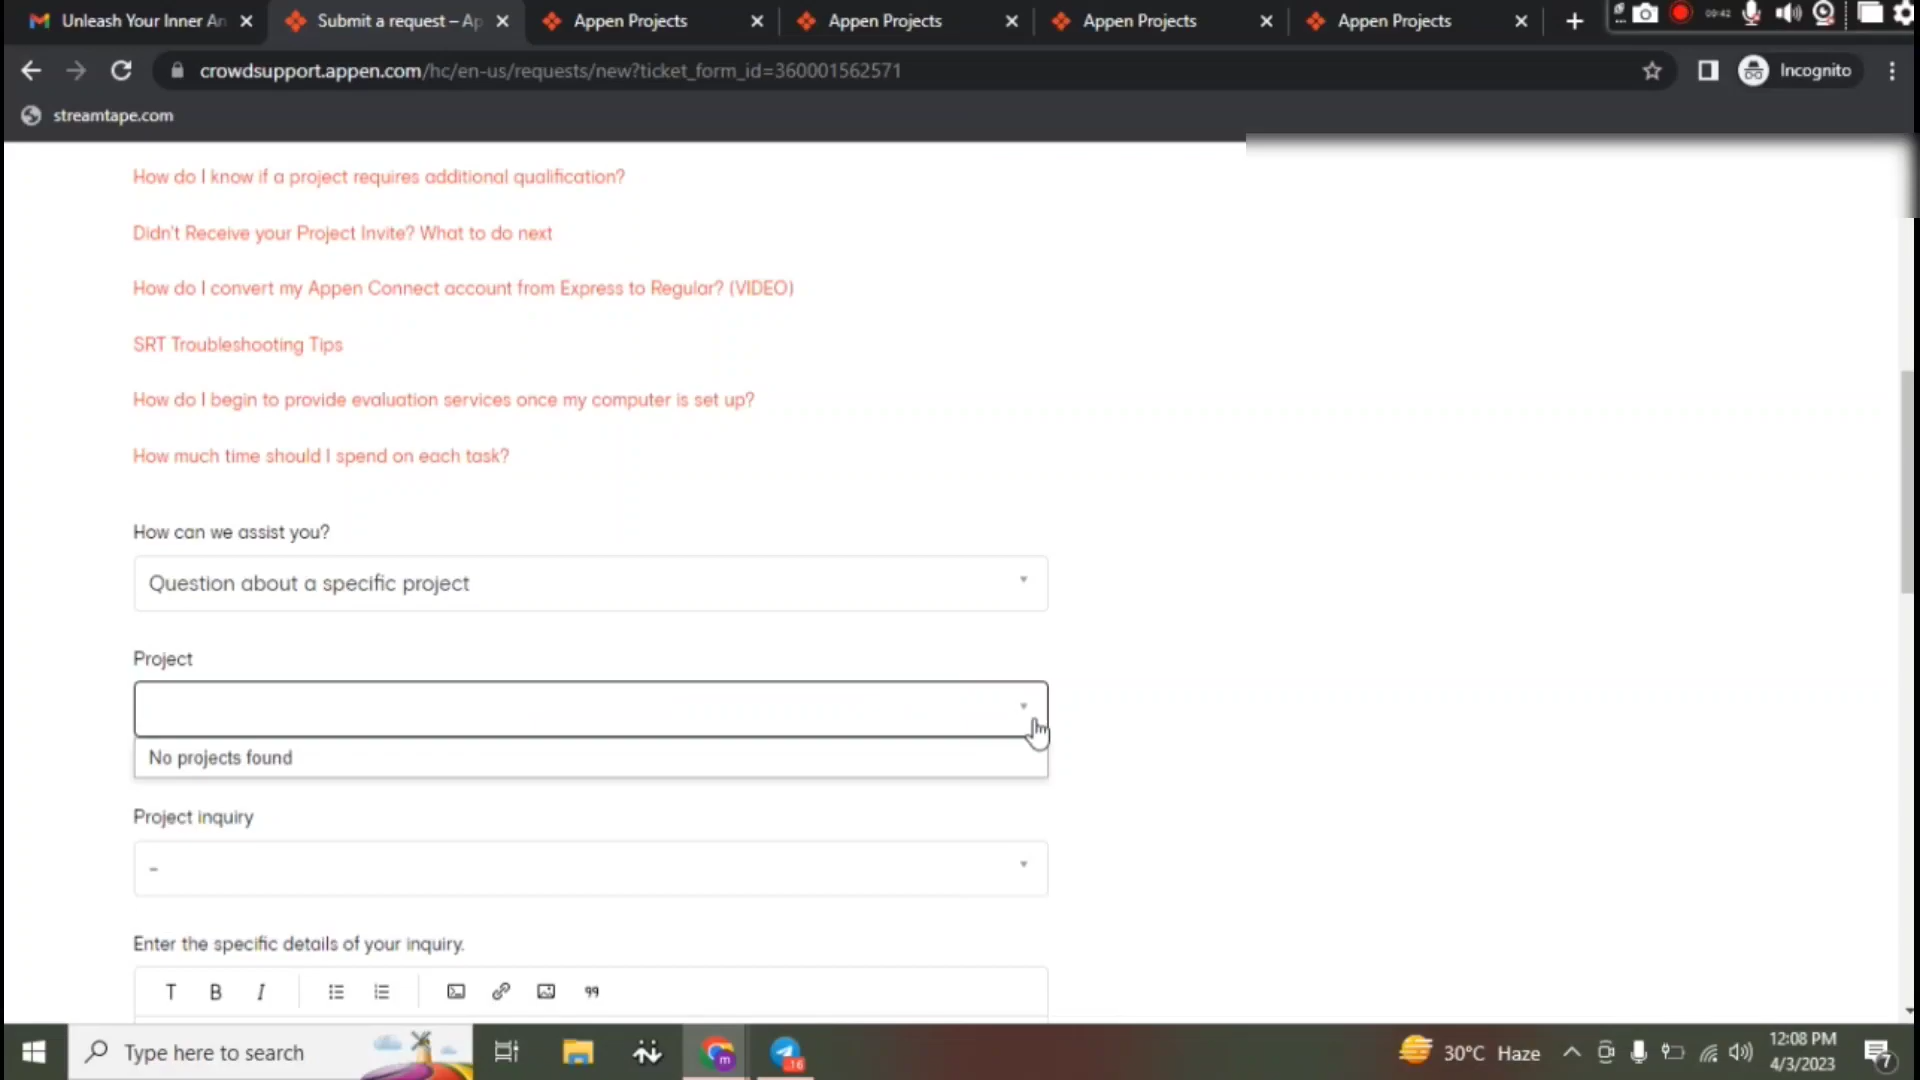 Unleash Your Inner An
Submit a request – Ap
Appen Projects
Appen Projects
Appen Projects
Appen Projects
09:42
crowdsupport.appen.com/hc/en-us/requests/new?ticket_form_id=360001562571
Incognito
streamtape.com
How do I know if a project requires additional qualification?
Didn't Receive your Project Invite? What to do next
How do I convert my Appen Connect account from Express to Regular? (VIDEO)
SRT Troubleshooting Tips
How do I begin to provide evaluation services once my computer is set up?
How much time should I spend on each task?
How can we assist you?
Question about a specific project
Project
No projects found
Project inquiry
-
Enter the specific details of your inquiry.
T B I
Type here to search
m
16
30°C Haze
12:08 PM
4/3/2023
7